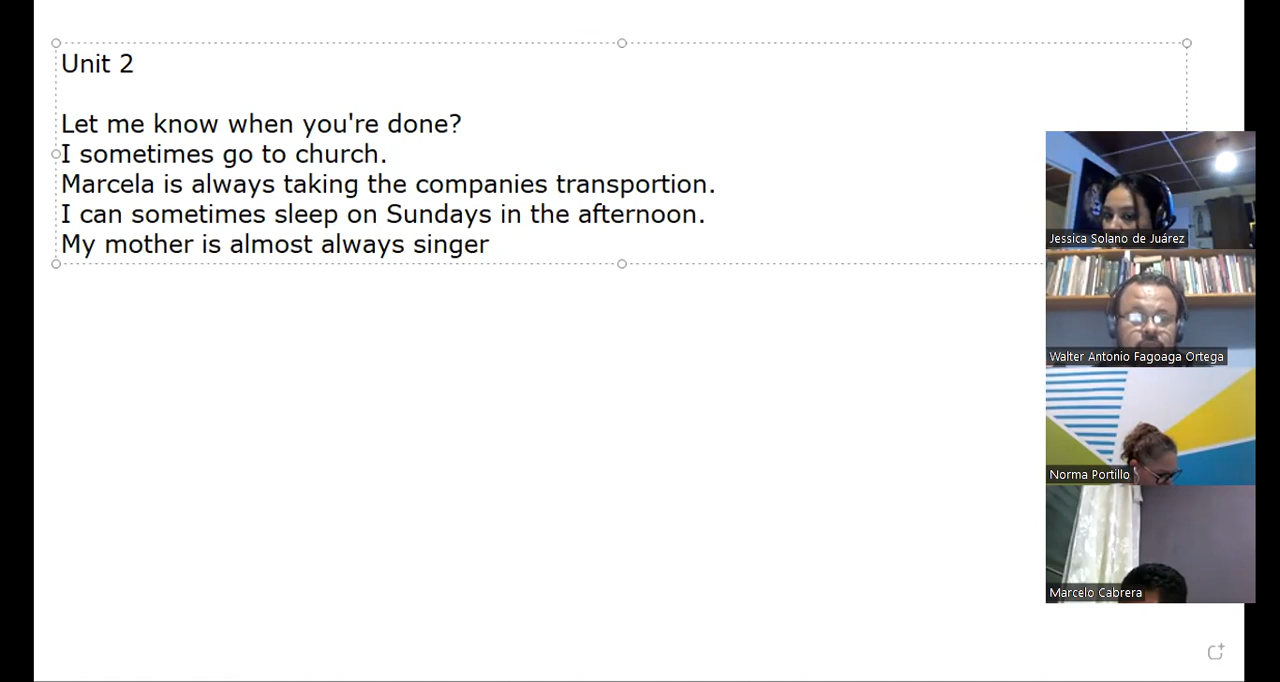 Unit 2
Let me know when you're done?
I sometimes go to church.
Marcela is always taking the companies transportion.
I can sometimes sleep on Sundays in the afternoon.
My mother is almost always singer
Jessica Solano de Juárez
Walter Antonio Fagoaga Ortega
Norma Portillo
Marcelo Cabrera